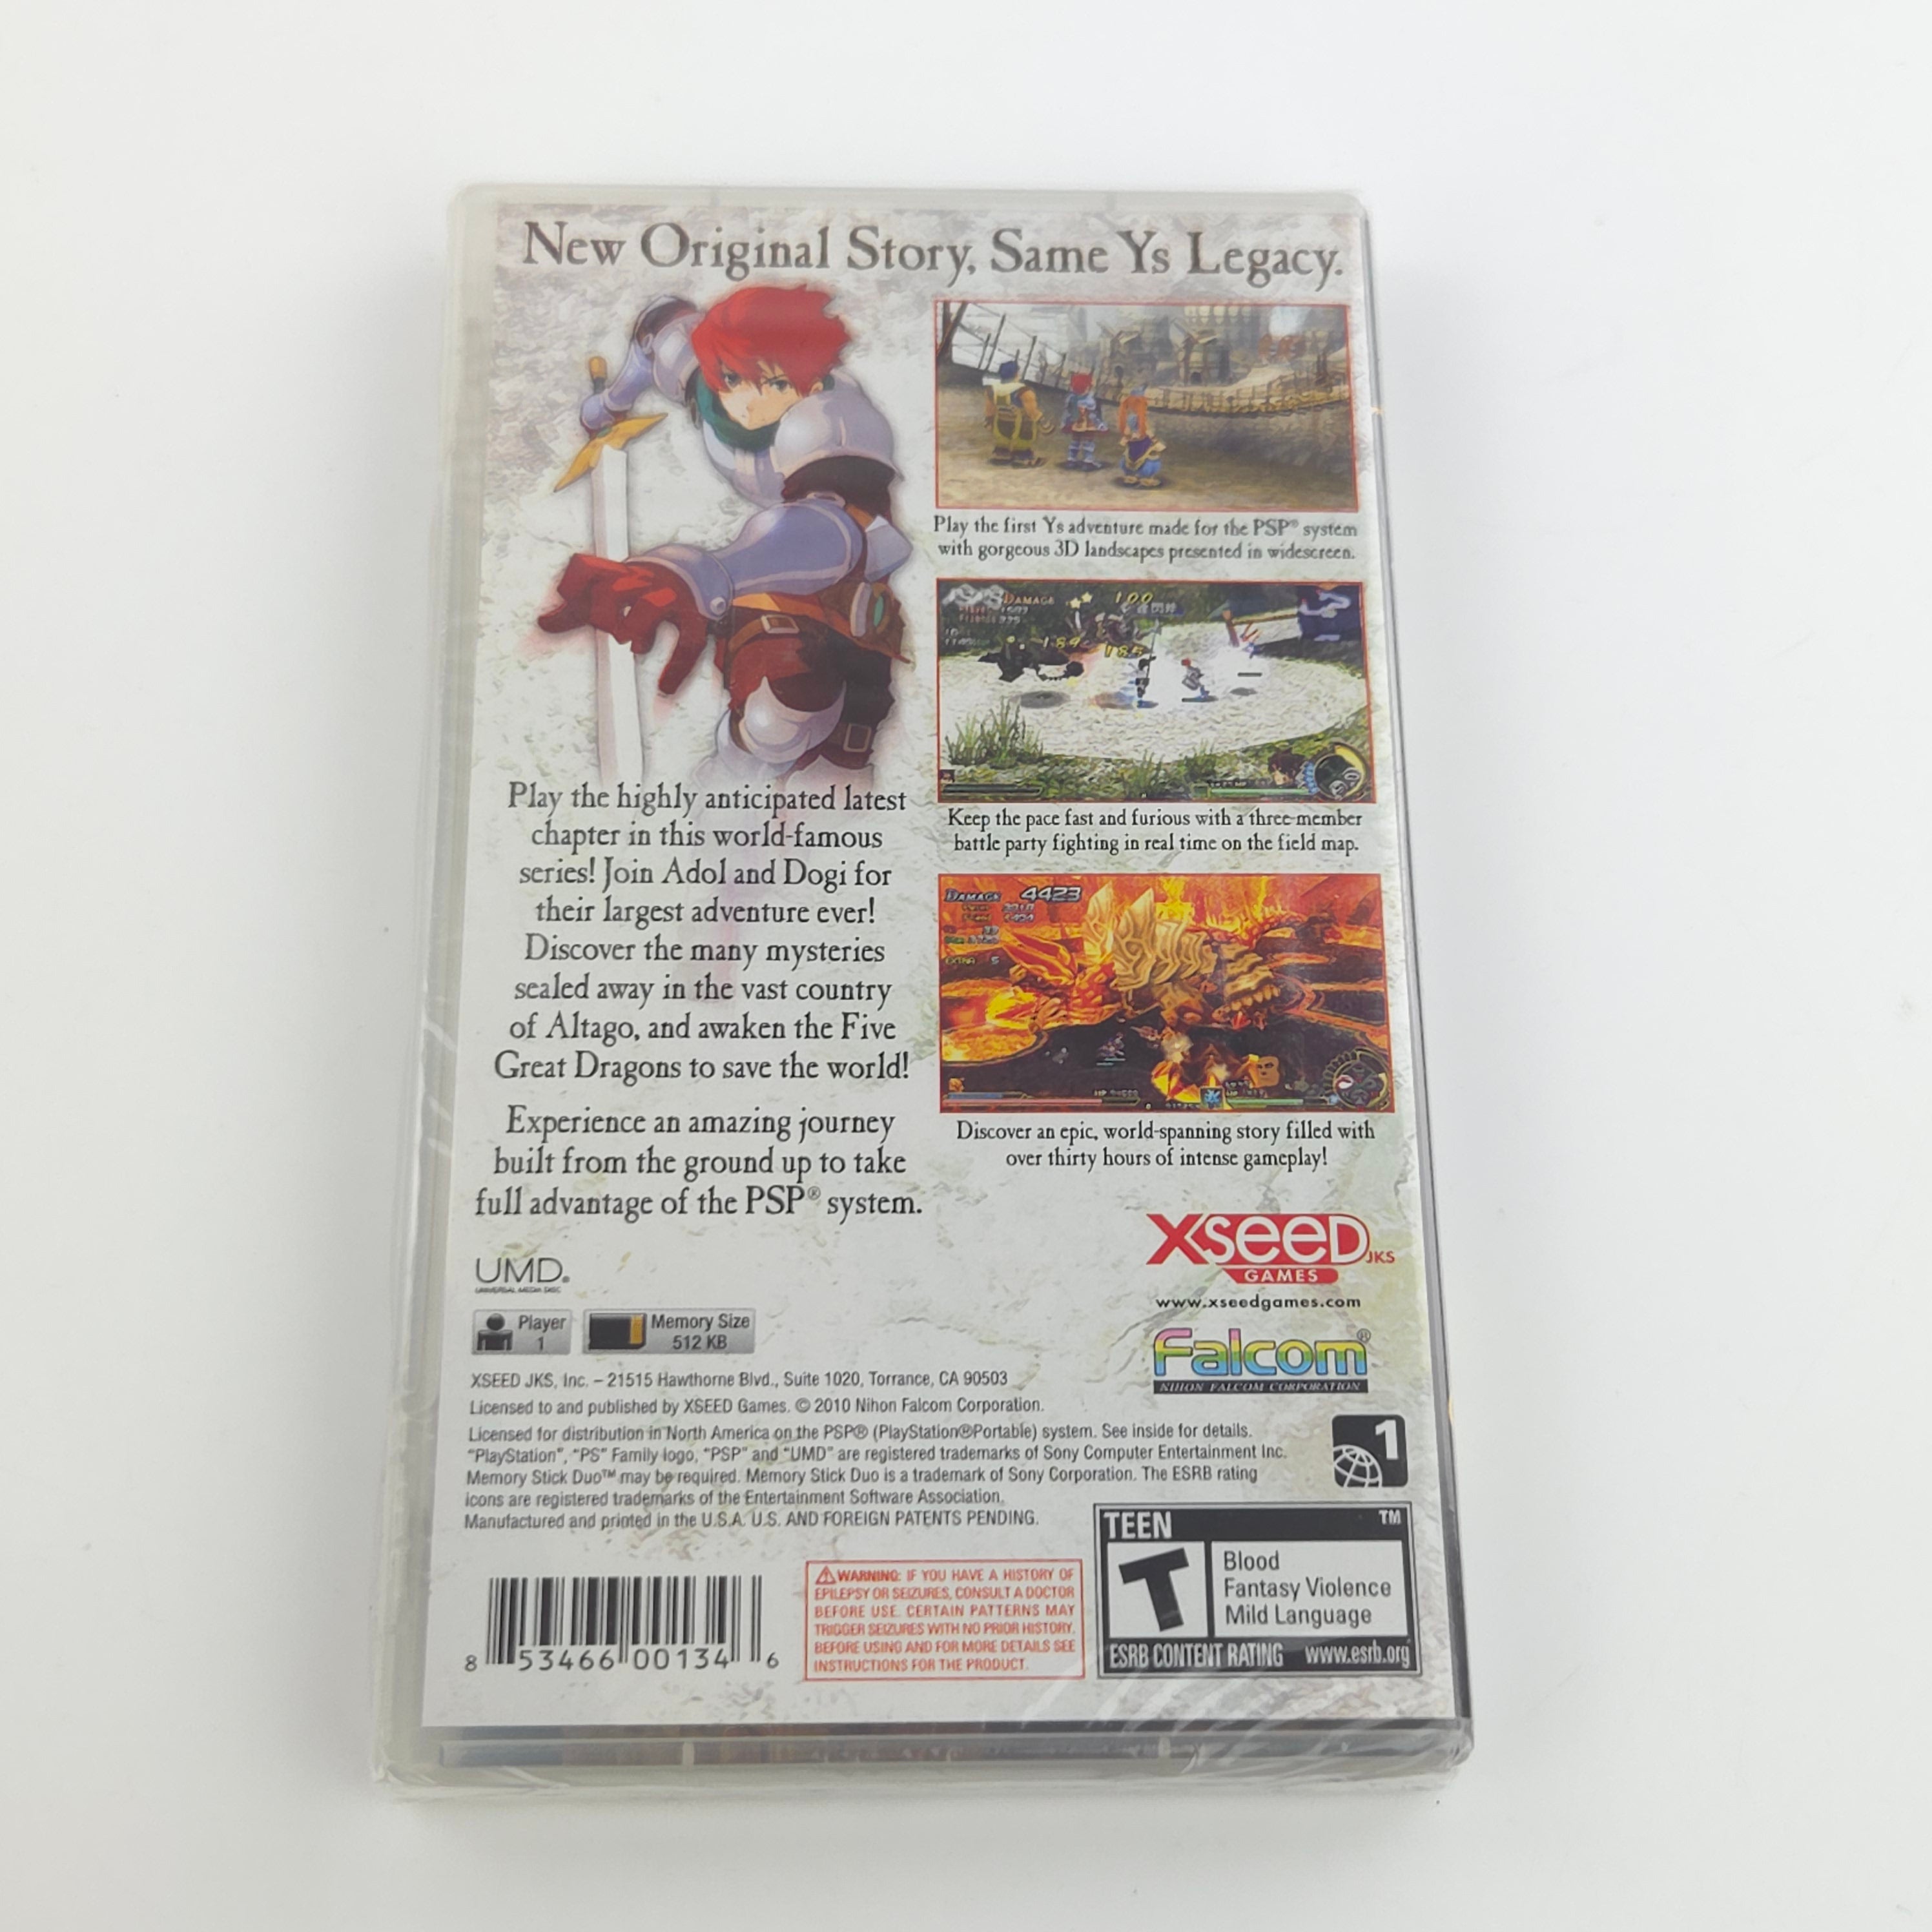 New Original Story, Same Ys Legacy.
Play the first Ys adventure made for the PSP® system
with gorgeous 3D landscapes presented in widescreen.
DAMAGE
100
184
185
Keep the pace fast and furious with a three-member
battle party fighting in real time on the field map.
DAMAGE 4423
EXTRA 5
Discover an epic, world-spanning story filled with
over thirty hours of intense gameplay!
Play the highly anticipated latest
chapter in this world-famous
series! Join Adol and Dogi for
their largest adventure ever!
Discover the many mysteries
sealed away in the vast country
of Altago, and awaken the Five
Great Dragons to save the world!
Experience an amazing journey
built from the ground up to take
full advantage of the PSP® system.
UMD®
UNIVERSAL MEDIA DISC
Player
1
Memory Size
512 KB
XSEED JKS
GAMES
www.xseedgames.com
Falcom®
NIHON FALCOM CORPORATION
XSEED JKS, Inc. – 21515 Hawthorne Blvd., Suite 1020, Torrance, CA 90503
Licensed to and published by XSEED Games. © 2010 Nihon Falcom Corporation.
Licensed for distribution in North America on the PSP® (PlayStation®Portable) system. See inside for details.
"PlayStation", "PS" Family logo, "PSP" and "UMD" are registered trademarks of Sony Computer Entertainment Inc.
Memory Stick Duo™ may be required. Memory Stick Duo is a trademark of Sony Corporation. The ESRB rating
icons are registered trademarks of the Entertainment Software Association.
Manufactured and printed in the U.S.A. U.S. AND FOREIGN PATENTS PENDING.
1
8 53466 00134 6
WARNING: IF YOU HAVE A HISTORY OF
EPILEPSY OR SEIZURES, CONSULT A DOCTOR
BEFORE USE. CERTAIN PATTERNS MAY
TRIGGER SEIZURES WITH NO PRIOR HISTORY.
BEFORE USING AND FOR MORE DETAILS SEE
INSTRUCTIONS FOR THE PRODUCT.
TEEN ™
T
Blood
Fantasy Violence
Mild Language
ESRB CONTENT RATING www.esrb.org